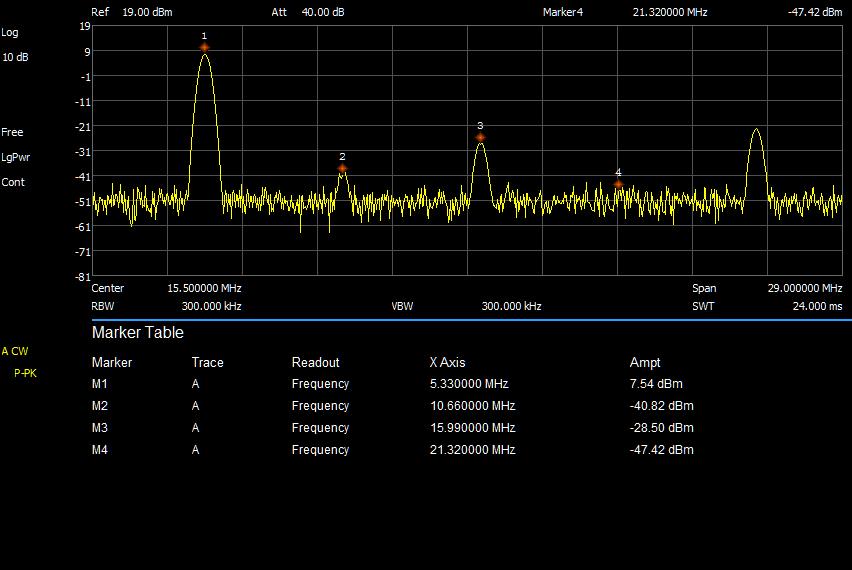 Ref 19.00 dBm Att 40.00 dB Marker4 21.320000 MHz -47.42 dBm
19
Log
1
9
10 dB
-1
-11
-21
3
Free
-31
2
LgPwr
-41
4
Cont
-51
-61
-71
-81
Center 15.500000 MHz Span 29.000000 MHz
RBW 300.000 kHz VBW 300.000 kHz SWT 24.000 ms
Marker Table
A CW
Marker Trace Readout X Axis Ampt
P-PK
M1 A Frequency 5.330000 MHz 7.54 dBm
M2 A Frequency 10.660000 MHz -40.82 dBm
M3 A Frequency 15.990000 MHz -28.50 dBm
M4 A Frequency 21.320000 MHz -47.42 dBm